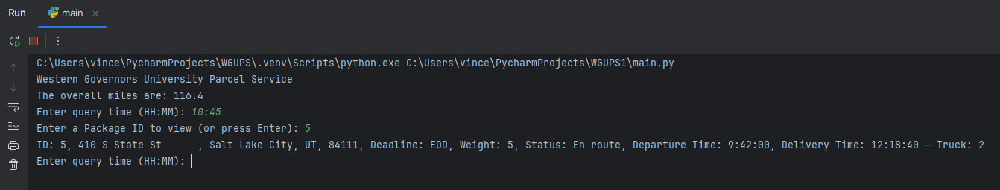 Run main
C:\Users\vince\PycharmProjects\WGUPS\.venv\Scripts\python.exe C:\Users\vince\PycharmProjects\WGUPS1\main.py
Western Governors University Parcel Service
The overall miles are: 116.4
Enter query time (HH:MM): 10:45
Enter a Package ID to view (or press Enter): 5
ID: 5, 410 S State St      , Salt Lake City, UT, 84111, Deadline: EOD, Weight: 5, Status: En route, Departure Time: 9:42:00, Delivery Time: 12:18:40 — Truck: 2
Enter query time (HH:MM):